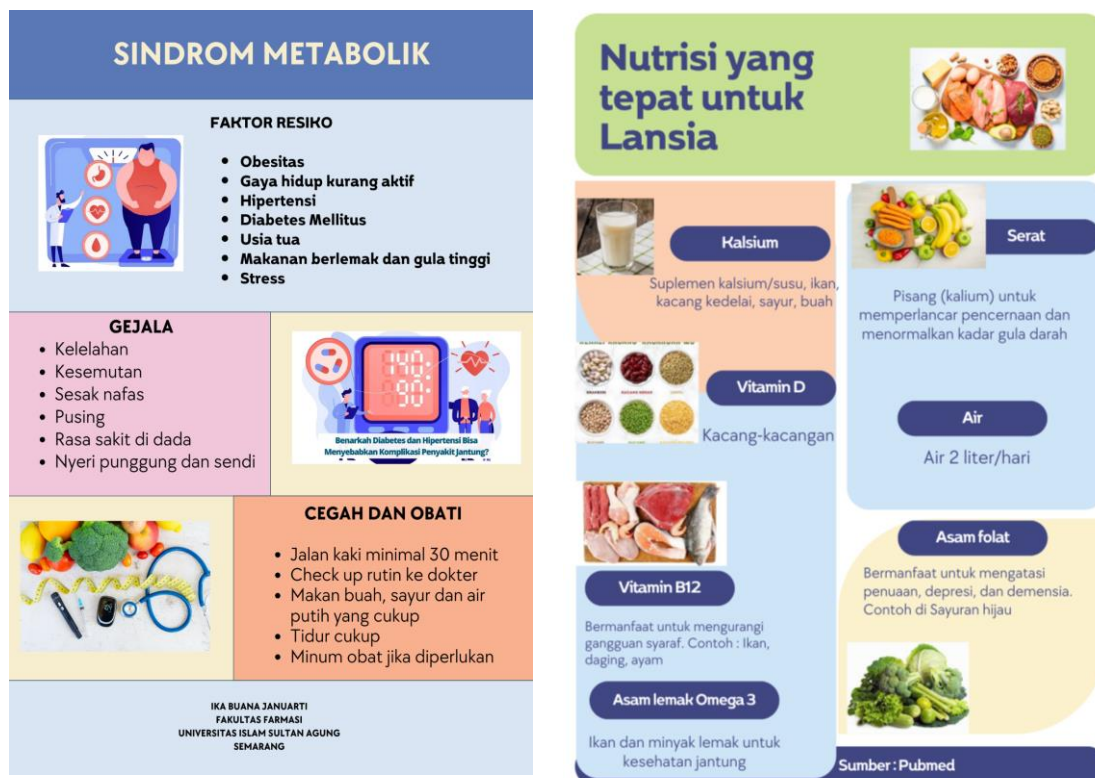 SINDROM METABOLIK
FAKTOR RESIKO
Obesitas
Gaya hidup kurang aktif
Hipertensi
Diabetes Mellitus
Usia tua
Makanan berlemak dan gula tinggi
Stress
GEJALA
Kelelahan
Kesemutan
Sesak nafas
Pusing
Rasa sakit di dada
Nyeri punggung dan sendi
140
90
90
Benarkah Diabetes dan Hipertensi Bisa
Menyebabkan Komplikasi Penyakit Jantung?
CEGAH DAN OBATI
Jalan kaki minimal 30 menit
Check up rutin ke dokter
Makan buah, sayur dan air
putih yang cukup
Tidur cukup
Minum obat jika diperlukan
IKA BUANA JANUARTI
FAKULTAS FARMASI
UNIVERSITAS ISLAM SULTAN AGUNG
SEMARANG
Nutrisi yang
tepat untuk
Lansia
Kalsium
Suplemen kalsium/susu, ikan,
kacang kedelai, sayur, buah
Vitamin D
Kacang-kacangan
Vitamin B12
Bermanfaat untuk mengurangi
gangguan syaraf. Contoh : Ikan,
daging, ayam
Asam lemak Omega 3
Ikan dan minyak lemak untuk
kesehatan jantung
Serat
Pisang (kalium) untuk
memperlancar pencernaan dan
menormalkan kadar gula darah
Air
Air 2 liter/hari
Asam folat
Bermanfaat untuk mengatasi
penuaan, depresi, dan demensia.
Contoh di Sayuran hijau
Sumber : Pubmed